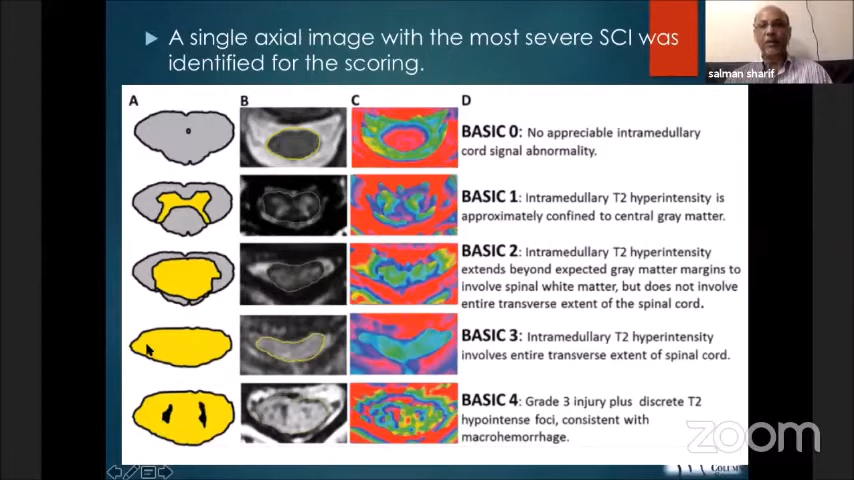 A single axial image with the most severe SCI was
identified for the scoring.
salman sharif
A B C D
BASIC 0: No appreciable intramedullary
cord signal abnormality.
BASIC 1: Intramedullary T2 hyperintensity is
approximately confined to central gray matter.
BASIC 2: Intramedullary T2 hyperintensity
extends beyond expected gray matter margins to
involve spinal white matter, but does not involve
entire transverse extent of the spinal cord.
BASIC 3: Intramedullary T2 hyperintensity
involves entire transverse extent of spinal cord.
BASIC 4: Grade 3 injury plus discrete T2
hypointense foci, consistent with
macrohemorrhage.
zoom